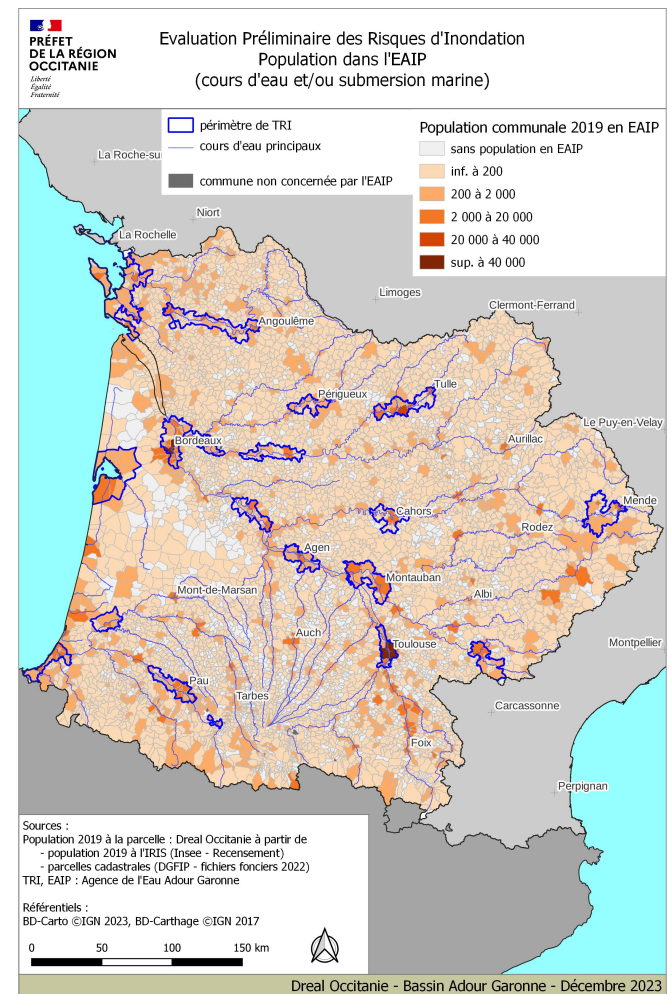 PRÉFET
DE LA RÉGION
OCCITANIE
Liberté
Égalité
Fraternité
Evaluation Préliminaire des Risques d'Inondation
Population dans l'EAIP
(cours d'eau et/ou submersion marine)
périmètre de TRI
cours d'eau principaux
commune non concernée par l'EAIP
Population communale 2019 en EAIP
sans population en EAIP
inf. à 200
200 à 2 000
2 000 à 20 000
20 000 à 40 000
sup. à 40 000
La Roche-su
Niort
La Rochelle
Limoges
Clermont-Ferrand
Angoulême
Périgueux
Tulle
Le Puy-en-Velay
Bordeaux
Aurillac
Mende
Cahors
Rodez
Agen
Montauban
Mont-de-Marsan
Albi
Auch
Toulouse
Montpellier
Pau
Tarbes
Carcassonne
Foix
Perpignan
Sources :
Population 2019 à la parcelle : Dreal Occitanie à partir de
- population 2019 à l'IRIS (Insee - Recensement)
- parcelles cadastrales (DGFIP - fichiers fonciers 2022)
TRI, EAIP : Agence de l'Eau Adour Garonne
Référentiels :
BD-Carto ©IGN 2023, BD-Carthage ©IGN 2017
0 50 100 150 km
Dreal Occitanie - Bassin Adour Garonne - Décembre 2023